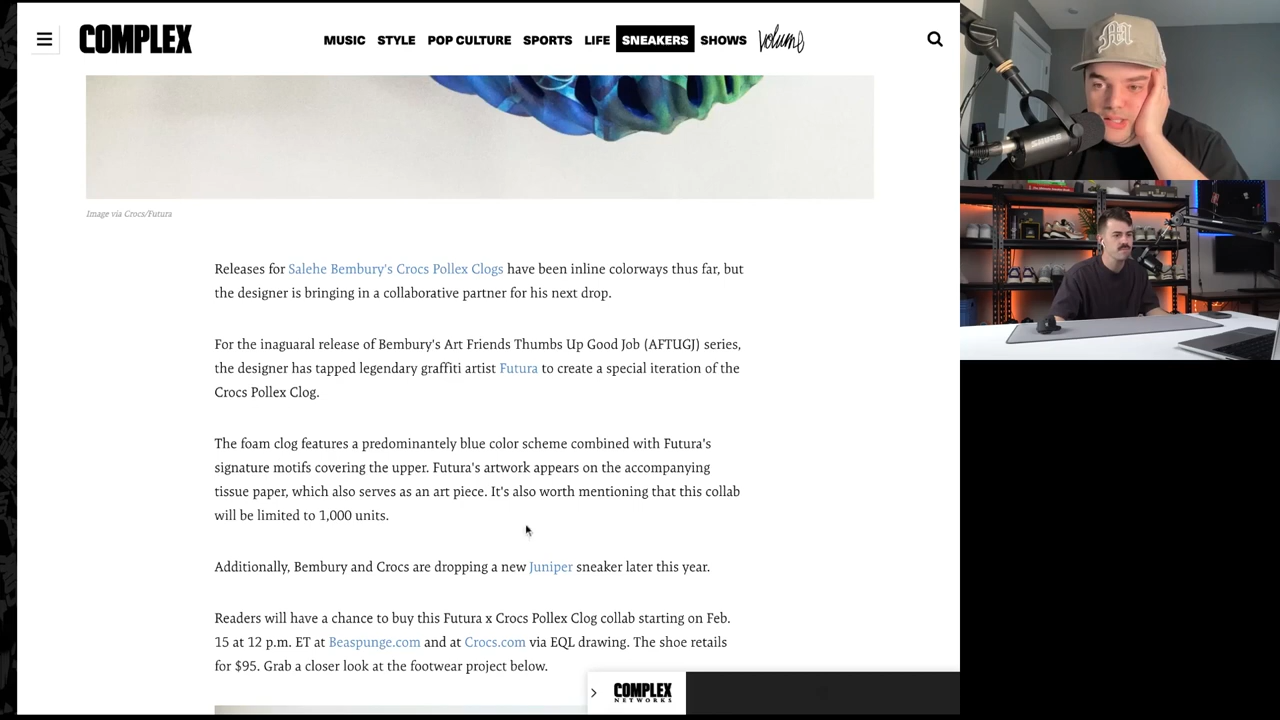 COMPLEX
MUSIC STYLE POP CULTURE SPORTS LIFE SNEAKERS SHOWS volume
Image via Crocs/Futura
Releases for Salehe Bembury's Crocs Pollex Clogs have been inline colorways thus far, but
the designer is bringing in a collaborative partner for his next drop.
For the inaguaral release of Bembury's Art Friends Thumbs Up Good Job (AFTUGJ) series,
the designer has tapped legendary graffiti artist Futura to create a special iteration of the
Crocs Pollex Clog.
The foam clog features a predominantely blue color scheme combined with Futura's
signature motifs covering the upper. Futura's artwork appears on the accompanying
tissue paper, which also serves as an art piece. It's also worth mentioning that this collab
will be limited to 1,000 units.
Additionally, Bembury and Crocs are dropping a new Juniper sneaker later this year.
Readers will have a chance to buy this Futura x Crocs Pollex Clog collab starting on Feb.
15 at 12 p.m. ET at Beaspunge.com and at Crocs.com via EQL drawing. The shoe retails
for $95. Grab a closer look at the footwear project below.
COMPLEX
NETWORKS
SHURE